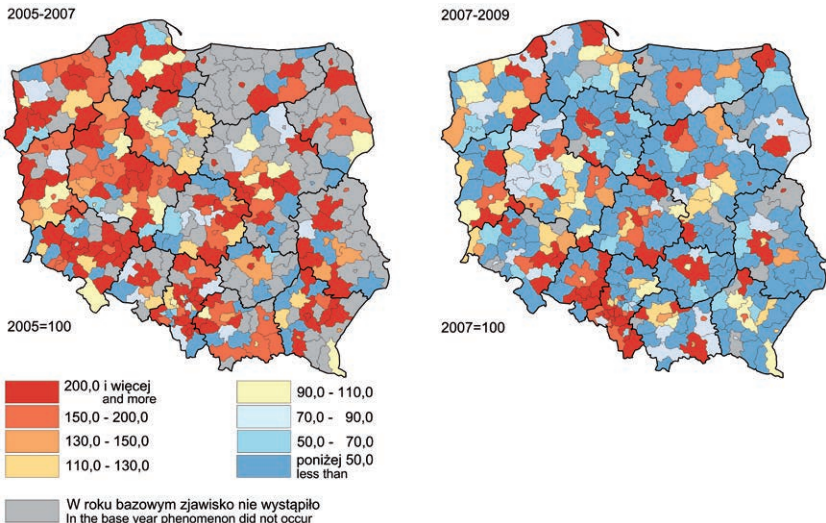 2005-2007
2007-2009
2005=100
2007=100
200,0 i więcej
and more
150,0 - 200,0
130,0 - 150,0
110,0 - 130,0
90,0 - 110,0
70,0 - 90,0
50,0 - 70,0
poniżej 50,0
less than
W roku bazowym zjawisko nie wystąpiło
In the base year phenomenon did not occur